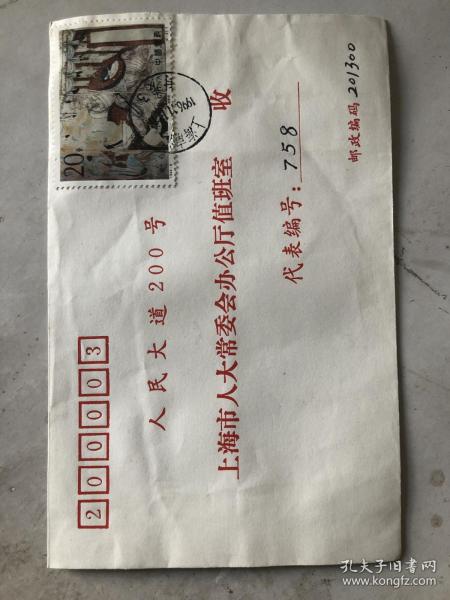 200003
人民大道200号
上海市人大常委会办公厅值班室 收
代表编号：758
邮政编码 201300
20
中国邮政
上海
孔夫子旧书网
www.kongfz.com